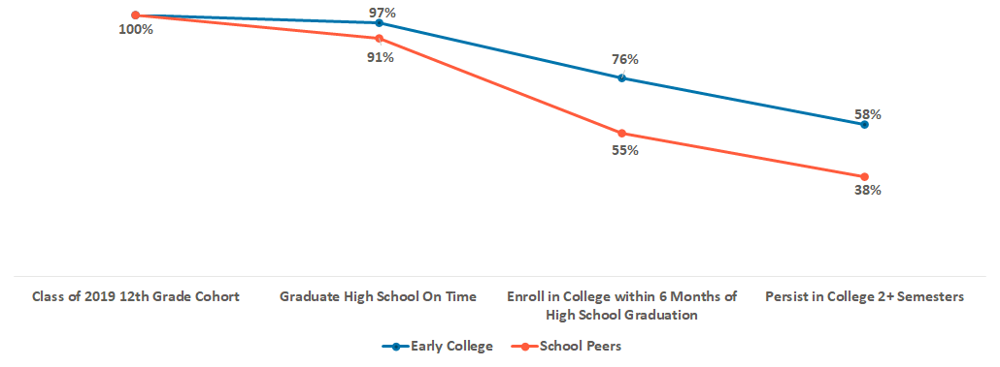 97%
100%
91%
76%
55%
58%
38%
Class of 2019 12th Grade Cohort
Graduate High School On Time
Enroll in College within 6 Months of
High School Graduation
Persist in College 2+ Semesters
Early College
School Peers